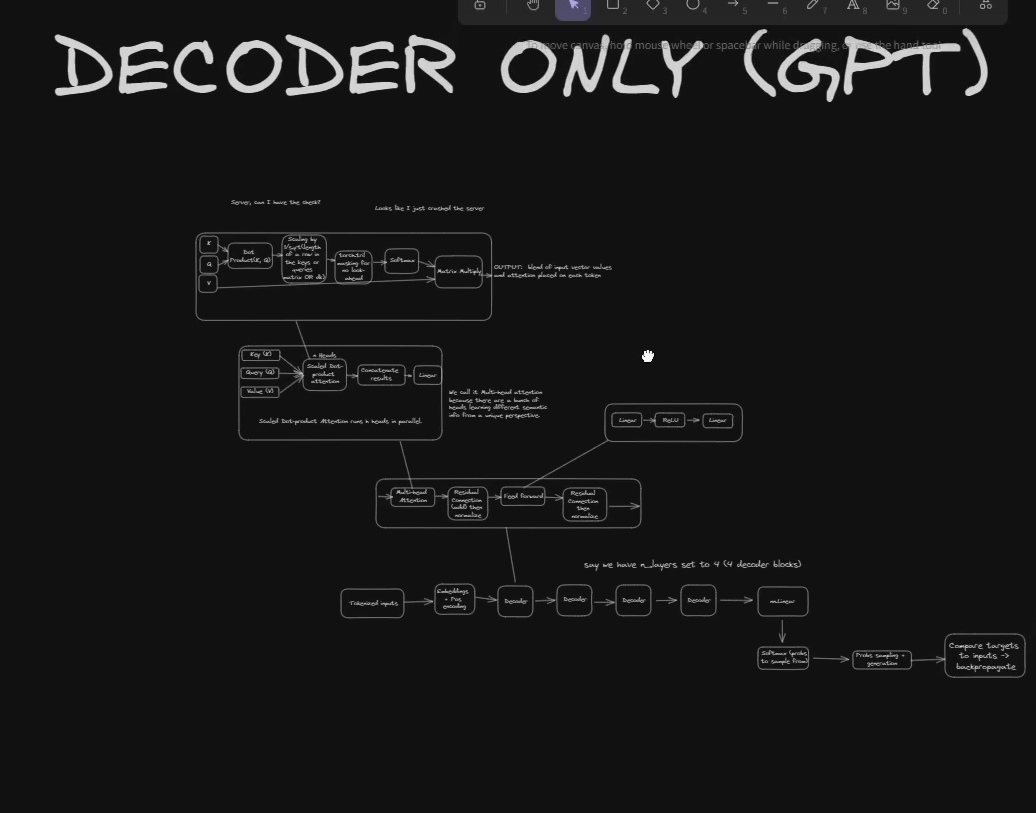 1
2
3
4
5
6
7
8
9
0
To move canvas, hold mouse wheel or spacebar while dragging, or use the hand tool
DECODER ONLY (GPT)
Server, can I have the check?
Looks like I just crashed the server
K
Q
V
Dot
Product(K, Q)
Scaling by
1/sqrt(length
of a row in
the keys or
queries
matrix OR dk)
torch.tril
masking for
no look-
ahead
Softmax
Matrix Multiply
OUTPUT: blend of input vector values
and attention placed on each token
Key (K)
Query (Q)
Value (V)
n Heads
Scaled Dot-
product
attention
Concatenate
results
Linear
Scaled Dot-product Attention runs h heads in parallel.
We call it Multi-head attention
because there are a bunch of
heads learning different semantic
info from a unique perspective.
Linear
ReLU
Linear
Multi-head
Attention
Residual
Connection
(add) then
normalize
Feed forward
Residual
Connection
then
normalize
say we have n_layers set to 4 (4 decoder blocks)
Tokenized inputs
Embeddings
+ Pos
encoding
Decoder
Decoder
Decoder
Decoder
nn.Linear
Softmax (probs
to sample from)
Probs sampling +
generation
Compare targets
to inputs ->
backpropagate